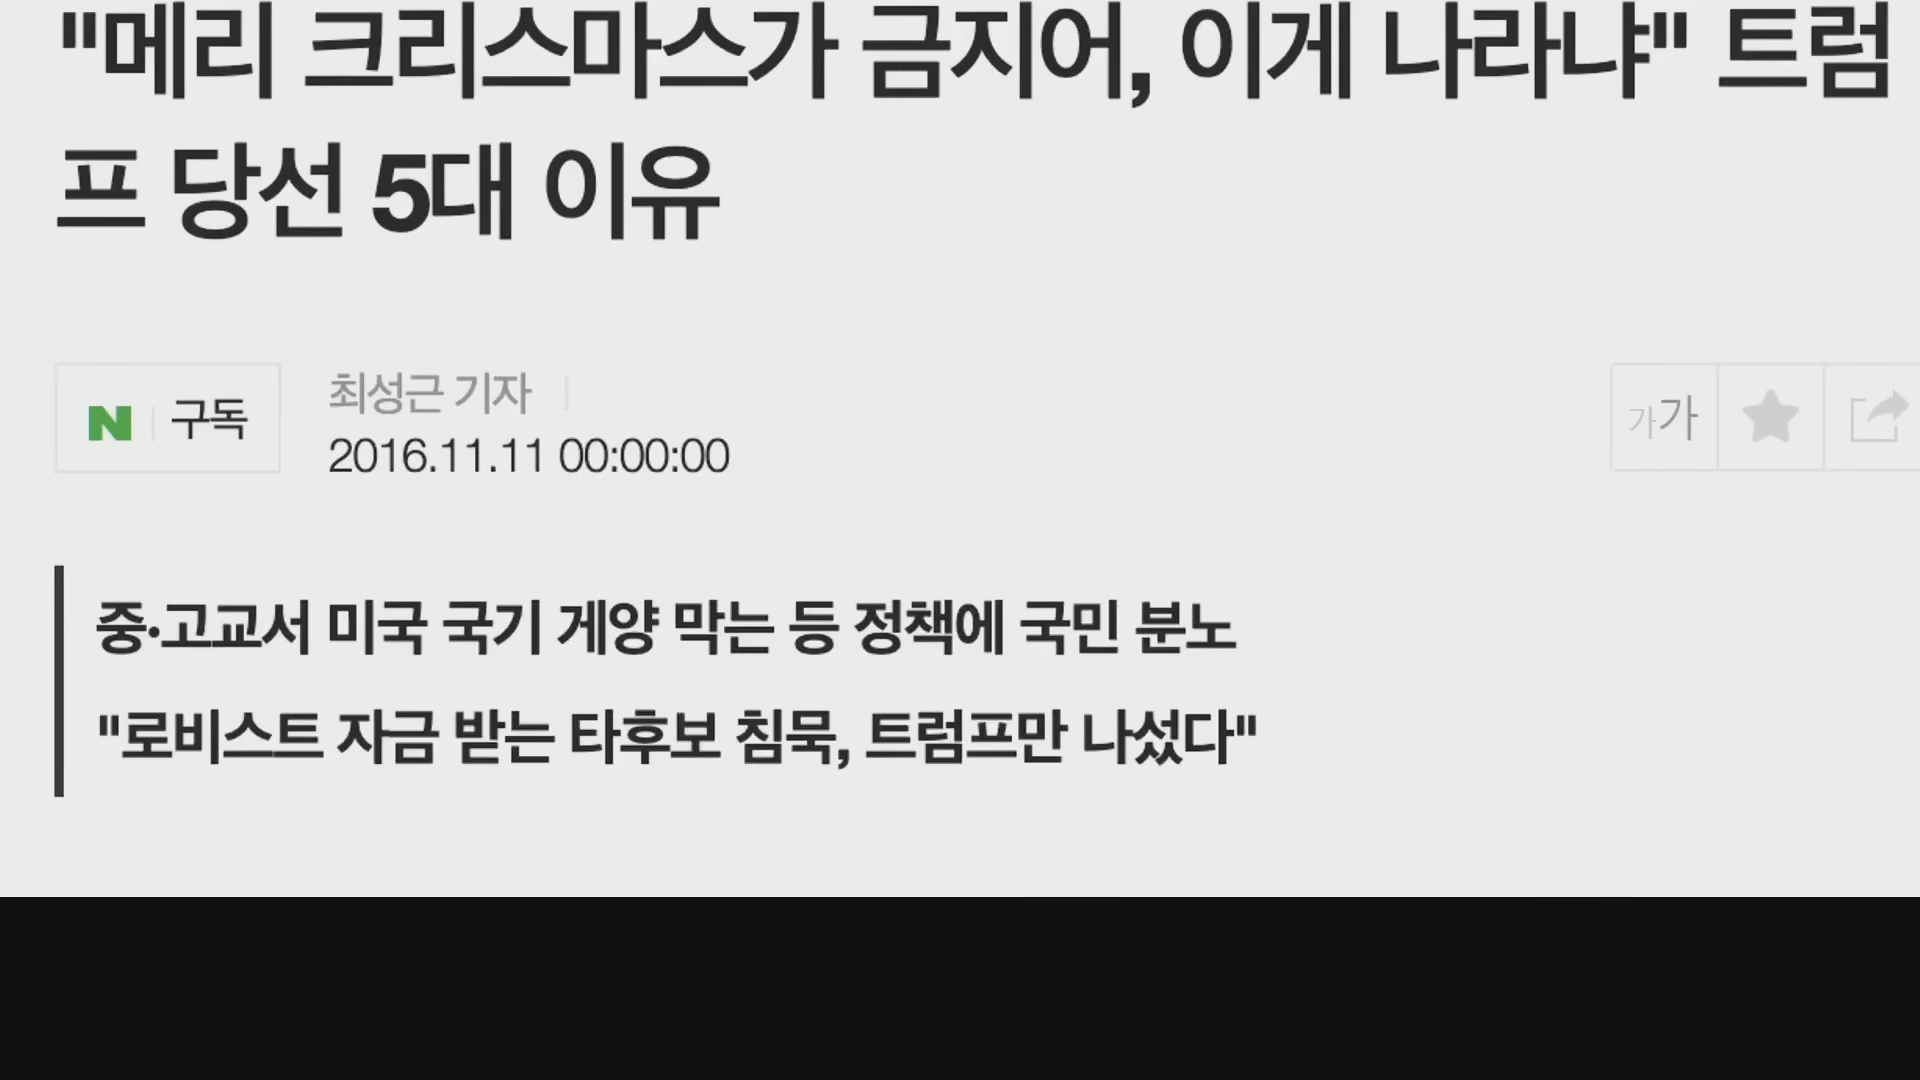 "메리 크리스마스가 금지어, 이게 나라냐" 트럼
프 당선 5대 이유
N 구독
최성근 기자
2016.11.11 00:00:00
가가
중·고교서 미국 국기 게양 막는 등 정책에 국민 분노
"로비스트 자금 받는 타후보 침묵, 트럼프만 나섰다"